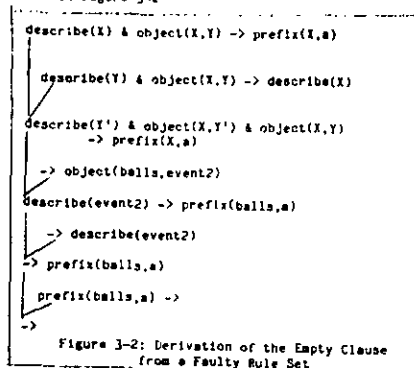 describe(X) & object(X,Y) -> prefix(X,a)
describe(Y) & object(X,Y) -> describe(X)
describe(Y') & object(X,Y') & object(X,Y)
-> prefix(X,a)
-> object(balls,event2)
describe(event2) -> prefix(balls,a)
-> describe(event2)
-> prefix(balls,a)
prefix(balls,a) ->
->
Figure 3-2: Derivation of the Empty Clause
from a Faulty Rule Set